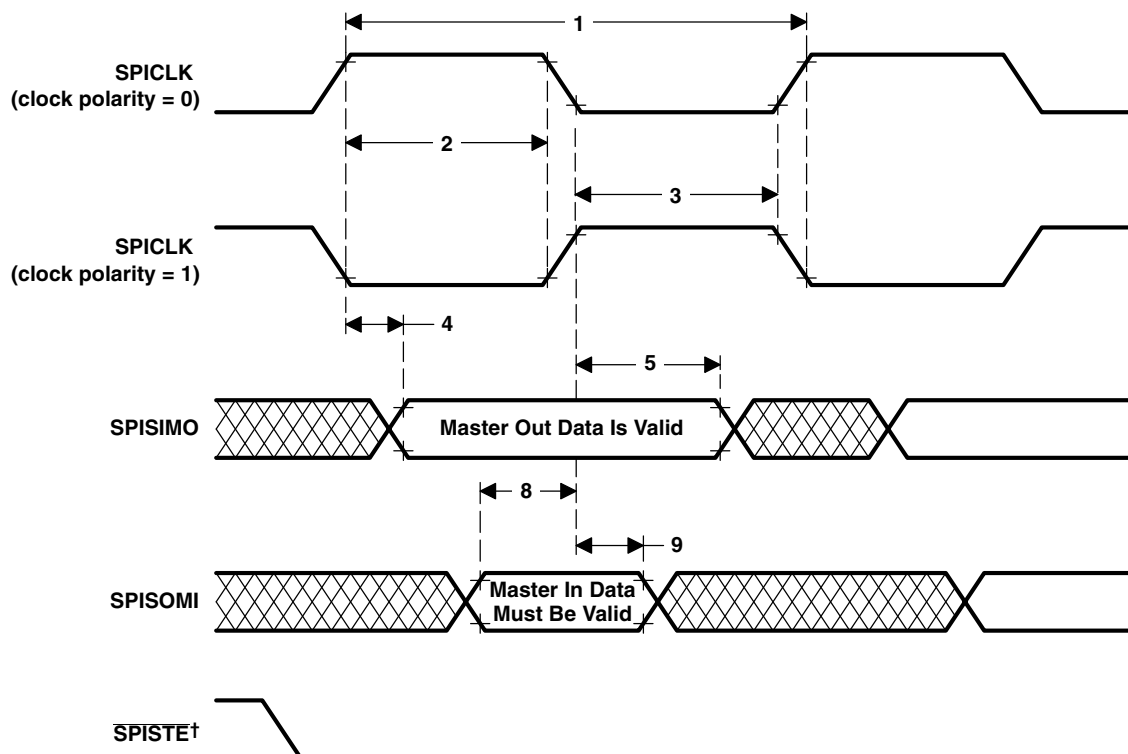 1
SPICLK
(clock polarity = 0)
2
3
SPICLK
(clock polarity = 1)
4
5
SPISIMO
Master Out Data Is Valid
8
9
SPISOMI
Master In Data
Must Be Valid
SPISTE†